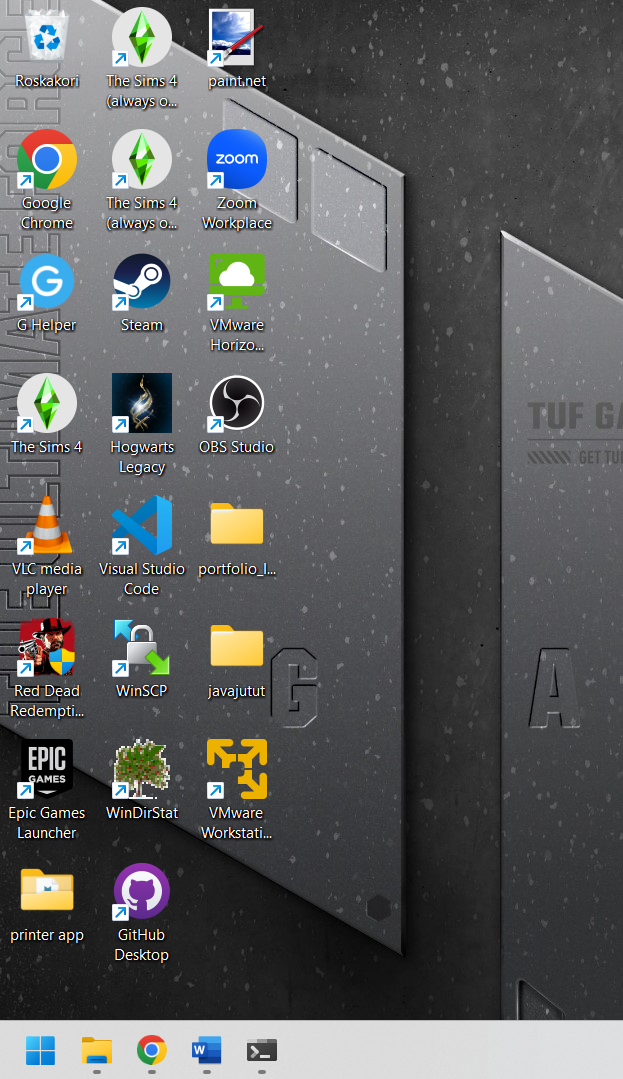 Roskakori
The Sims 4
(always o...
paint.net
Google
Chrome
The Sims 4
(always o...
zoom
Zoom
Workplace
G
G Helper
Steam
VMware
Horizo...
The Sims 4
Hogwarts
Legacy
OBS Studio
VLC media
player
Visual Studio
Code
portfolio_l...
Red Dead
Redempti...
WinSCP
javajutut
EPIC
GAMES
Epic Games
Launcher
WinDirStat
VMware
Workstati...
printer app
GitHub
Desktop
TUF GA
GET TUF
G
A
W